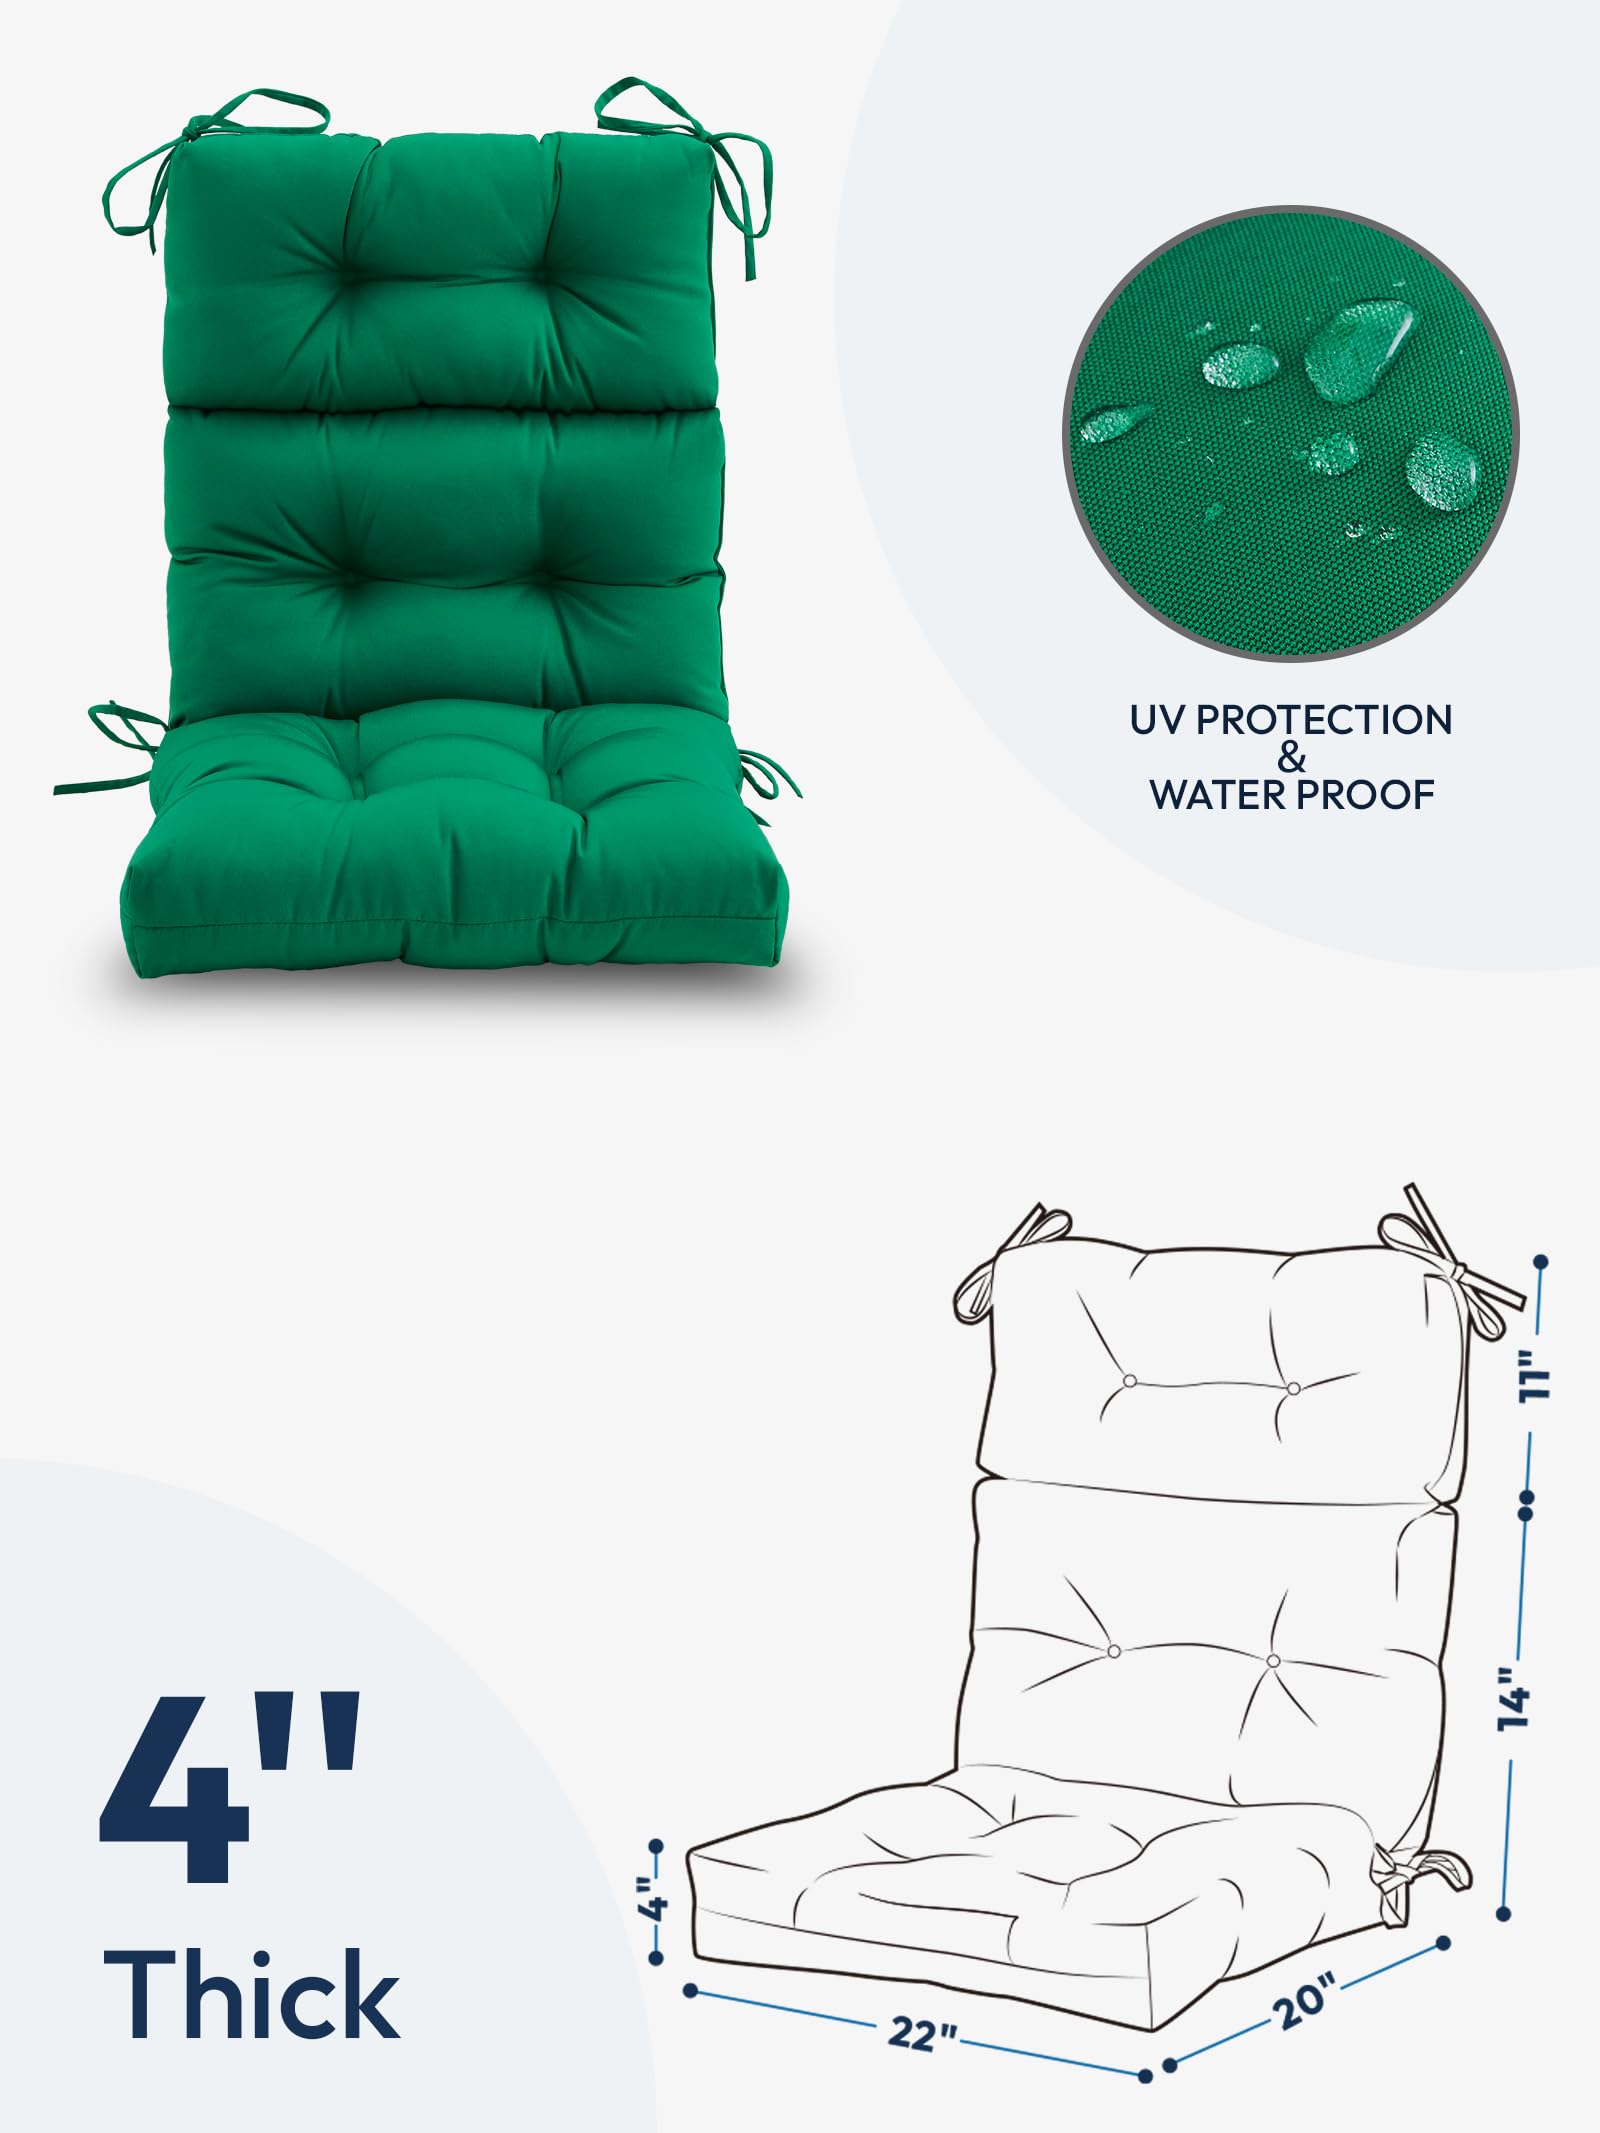 UV PROTECTION
&
WATER PROOF
11"
14"
4"
Thick
4"
22"
20"